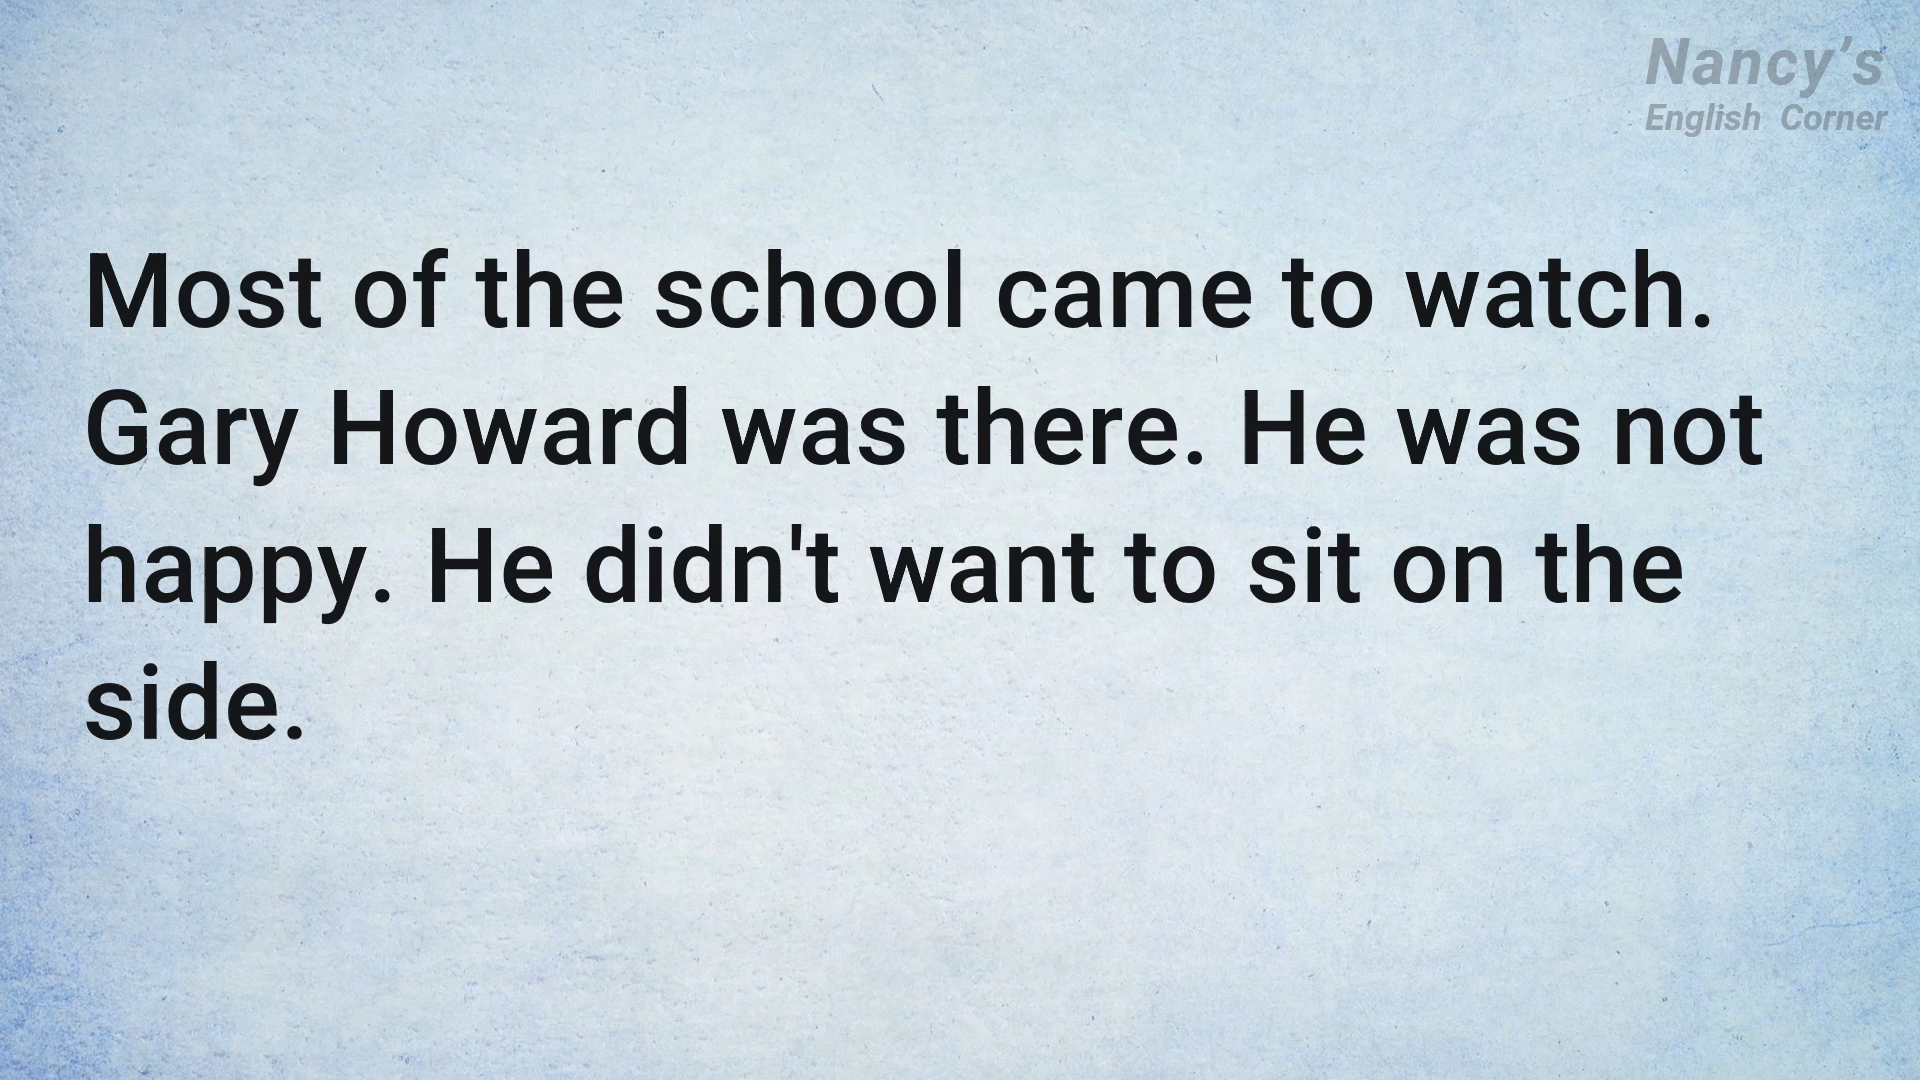 Nancy’s
English Corner
Most of the school came to watch.
Gary Howard was there. He was not
happy. He didn't want to sit on the
side.